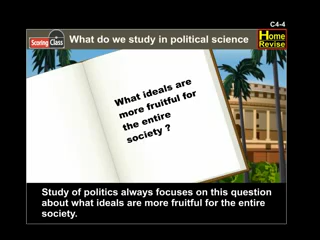 C4-4
Scoring Class
What do we study in political science
Home
Revise
What ideals are
more fruitful for
the entire
society ?
Study of politics always focuses on this question
about what ideals are more fruitful for the entire
society.